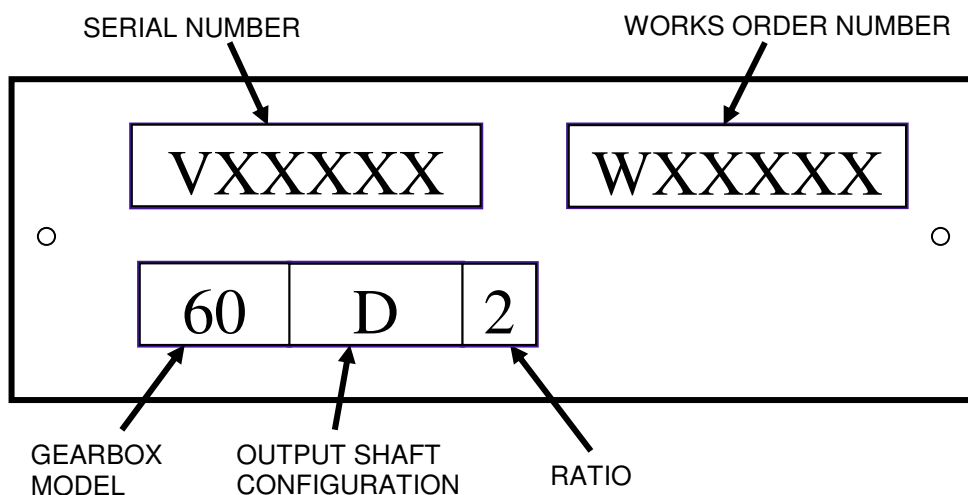 SERIAL NUMBER
WORKS ORDER NUMBER
VXXXXX
WXXXXX
60
D
2
GEARBOX
MODEL
OUTPUT SHAFT
CONFIGURATION
RATIO